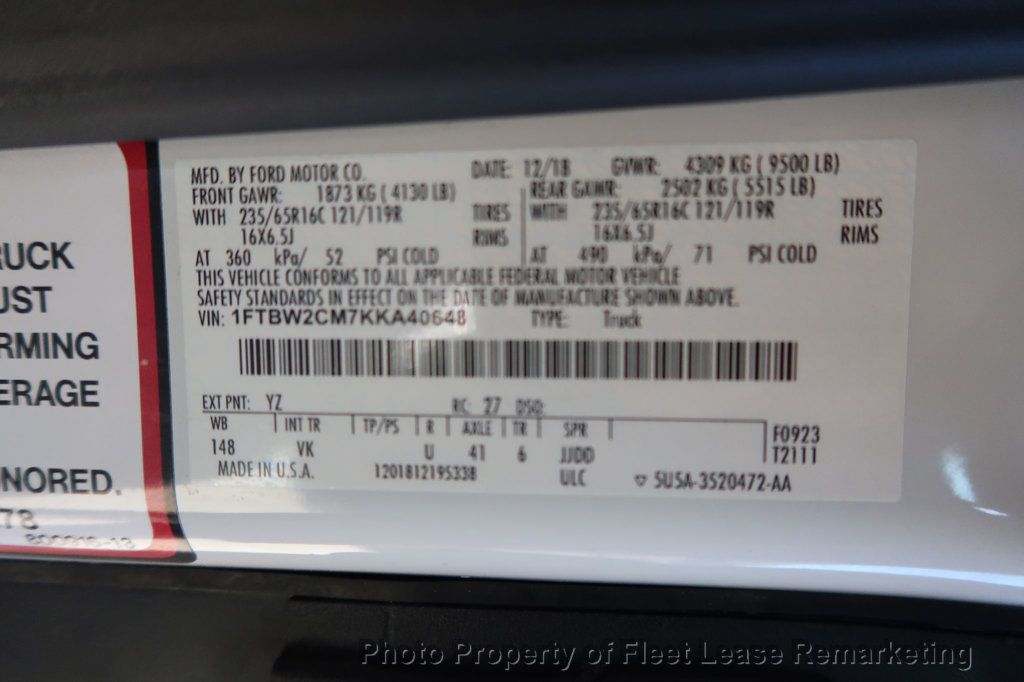 RUCK
UST
RMING
ERAGE
ONORED.
78
800916-18
MFD. BY FORD MOTOR CO. DATE: 12/18 GVWR: 4309 KG ( 9500 LB)
FRONT GAWR: 1873 KG ( 4130 LB) REAR GAWR: 2502 KG ( 5515 LB)
WITH 235/65R16C 121/119R TIRES WITH 235/65R16C 121/119R TIRES
16X6.5J RIMS 16X6.5J RIMS
AT 360 kPa/ 52 PSI COLD AT 490 kPa/ 71 PSI COLD
THIS VEHICLE CONFORMS TO ALL APPLICABLE FEDERAL MOTOR VEHICLE
SAFETY STANDARDS IN EFFECT ON THE DATE OF MANUFACTURE SHOWN ABOVE.
VIN: 1FTBW2CM7KKA40648 TYPE: Truck
EXT PNT: YZ RC: 27 DSO:
WB INT TR TP/PS R AXLE TR SPR F0923
148 VK U 41 6 JJDD T2111
MADE IN U.S.A. 12018121953​38 ULC ▽ 5U5A-3520472-AA
Photo Property of Fleet Lease Remarketing